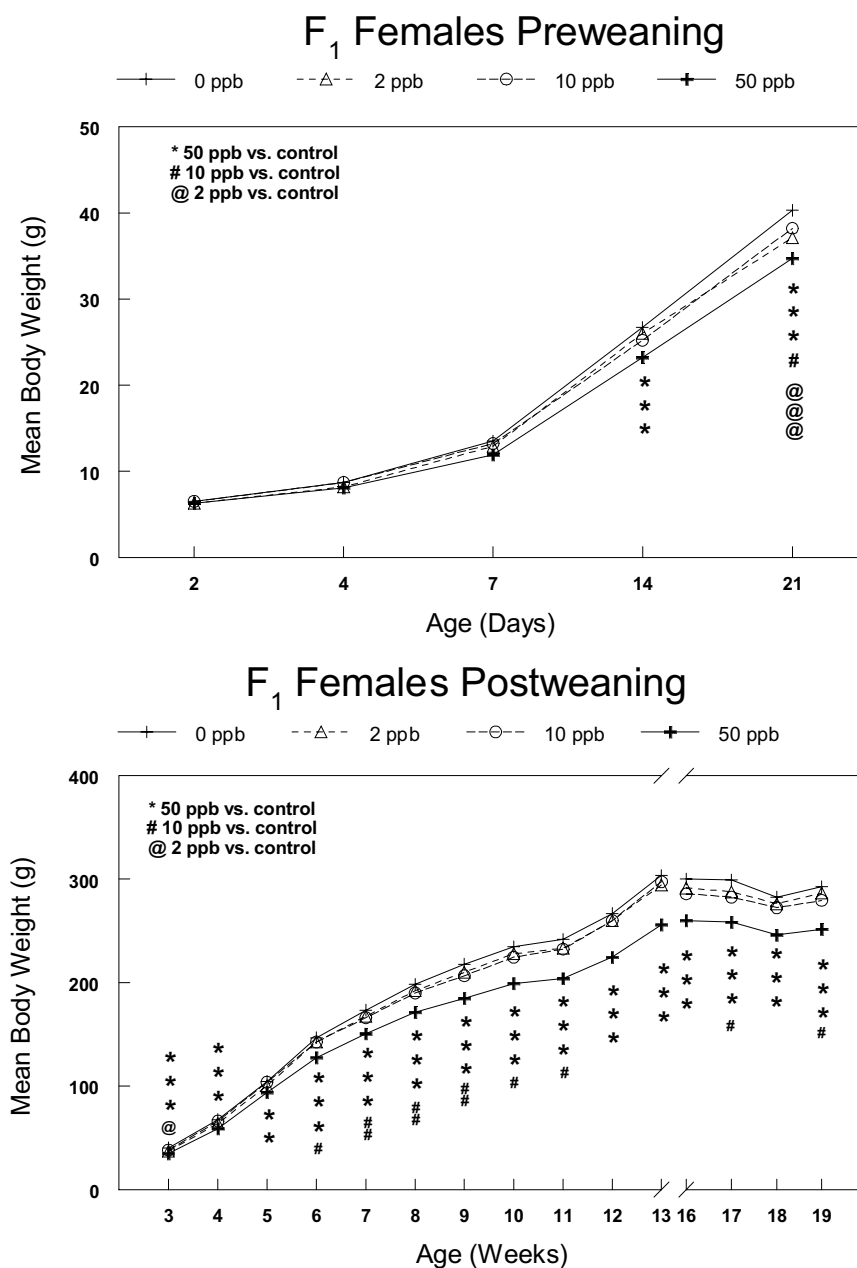 F1 Females Preweaning
0 ppb 2 ppb 10 ppb 50 ppb
* 50 ppb vs. control
# 10 ppb vs. control
@ 2 ppb vs. control
Mean Body Weight (g)
50
40
30
20
10
0
* * *
* * * # @ @ @
2 4 7 14 21
Age (Days)
F1 Females Postweaning
0 ppb 2 ppb 10 ppb 50 ppb
* 50 ppb vs. control
# 10 ppb vs. control
@ 2 ppb vs. control
Mean Body Weight (g)
400
300
200
100
0
* * * @
* * *
* *
* * * #
* * * # #
* * * # #
* * * # #
* * * #
* * * #
* * *
* * *
* * *
* * * #
* * *
* * * #
3 4 5 6 7 8 9 10 11 12 13 16 17 18 19
Age (Weeks)